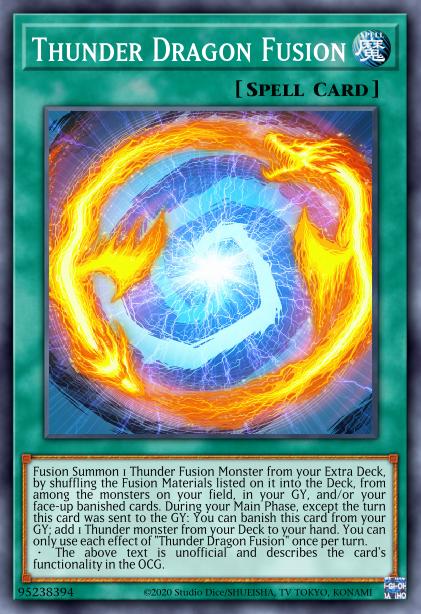 THUNDER DRAGON FUSION
SPELL
魔
[SPELL CARD]
Fusion Summon 1 Thunder Fusion Monster from your Extra Deck,
by shuffling the Fusion Materials listed on it into the Deck, from
among the monsters on your field, in your GY, and/or your
face-up banished cards. During your Main Phase, except the turn
this card was sent to the GY: You can banish this card from your
GY; add 1 Thunder monster from your Deck to your hand. You can
only use each effect of "Thunder Dragon Fusion" once per turn.
· The above text is unofficial and describes the card's
functionality in the OCG.
95238394
©2020 Studio Dice/SHUEISHA, TV TOKYO, KONAMI